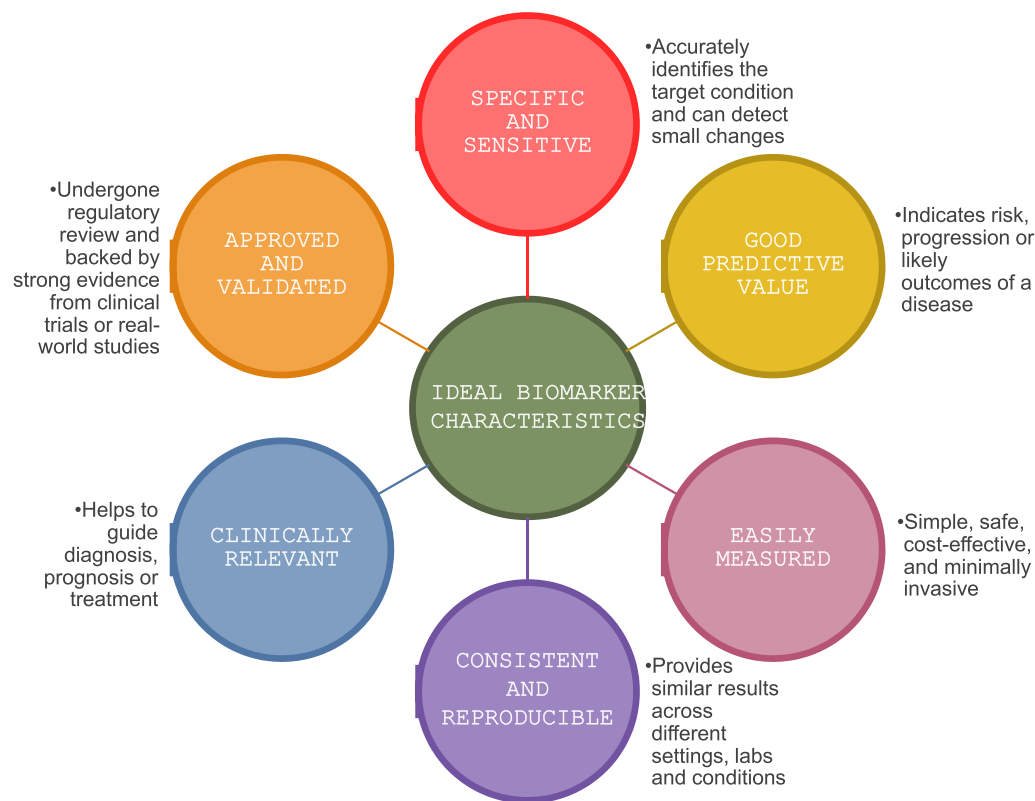 SPECIFIC
AND
SENSITIVE
•Accurately
identifies the
target condition
and can detect
small changes
GOOD
PREDICTIVE
VALUE
•Indicates risk,
progression or
likely
outcomes of a
disease
EASILY
MEASURED
•Simple, safe,
cost-effective,
and minimally
invasive
CONSISTENT
AND
REPRODUCIBLE
•Provides
similar results
across
different
settings, labs
and conditions
CLINICALLY
RELEVANT
•Helps to
guide
diagnosis,
prognosis or
treatment
APPROVED
AND
VALIDATED
•Undergone
regulatory
review and
backed by
strong evidence
from clinical
trials or real-
world studies
IDEAL BIOMARKER
CHARACTERISTICS